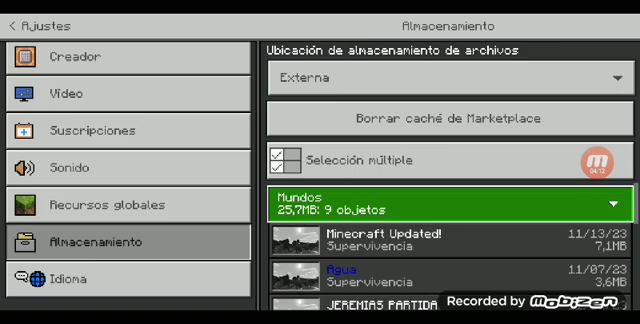 < Ajustes
Almacenamiento
Creador
Video
Suscripciones
Sonido
Recursos globales
Almacenamiento
Idioma
Ubicación de almacenamiento de archivos
Externa
Borrar caché de Marketplace
Selección múltiple
04:12
Mundos
25,7MB: 9 objetos
Minecraft Updated! 11/13/23
Supervivencia 7,1MB
Agua 11/07/23
Supervivencia 3,6MB
JEREMIAS PARTIDA
Recorded by Mobizen